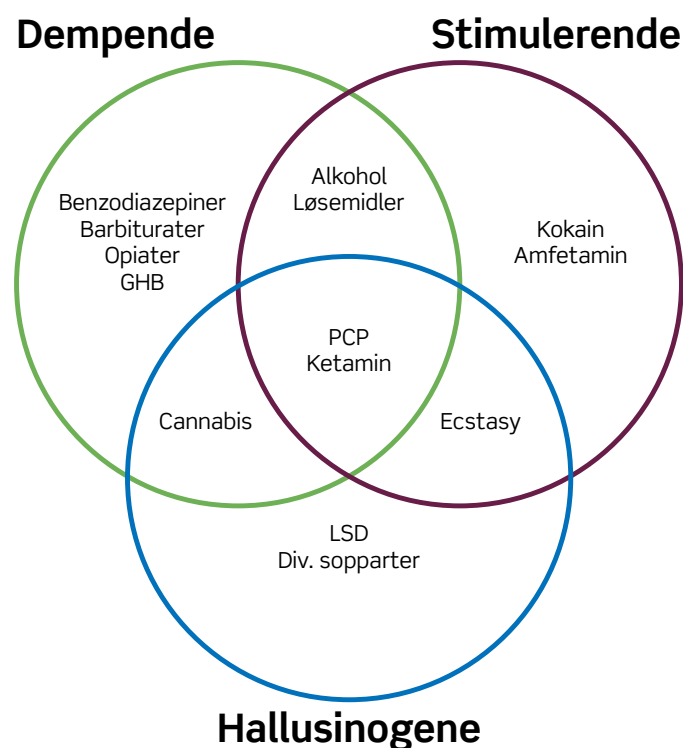 Dempende
Stimulerende
Alkohol
Løsemidler
Benzodiazepiner
Barbiturater
Opiater
GHB
Kokain
Amfetamin
PCP
Ketamin
Cannabis
Ecstasy
LSD
Div. sopparter
Hallusinogene